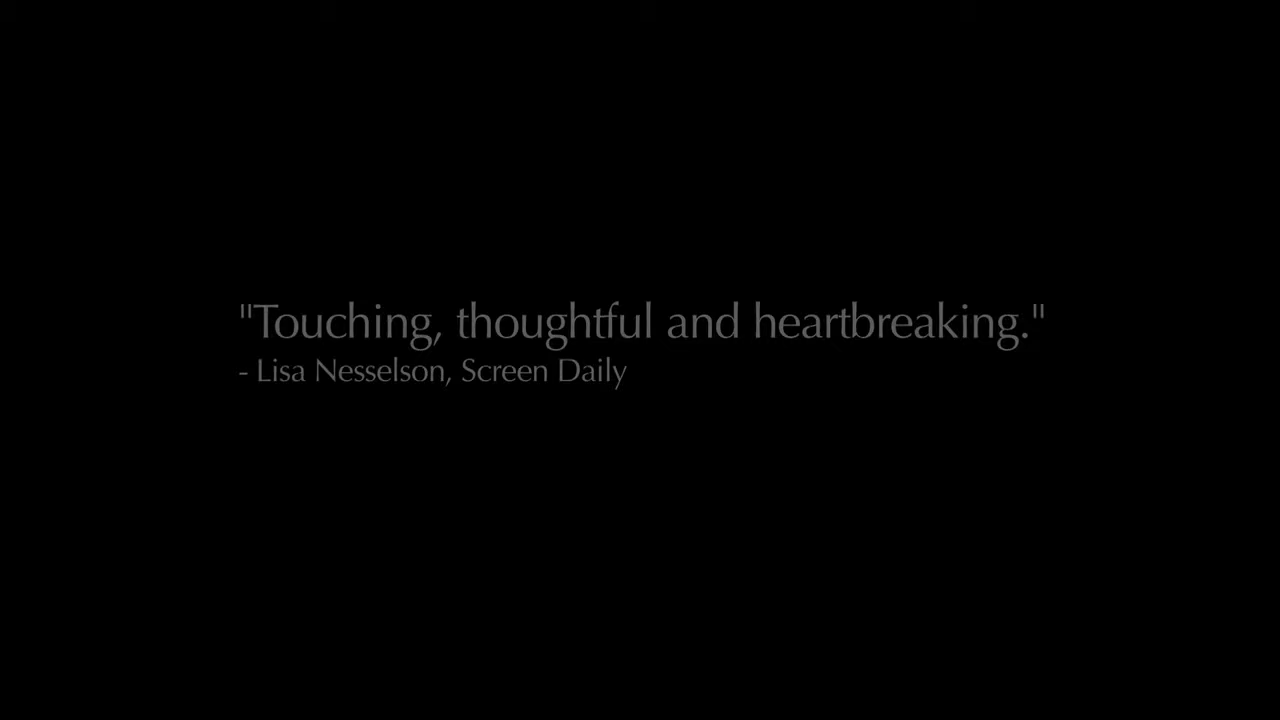 "Touching, thoughtful and heartbreaking."
- Lisa Nesselson, Screen Daily